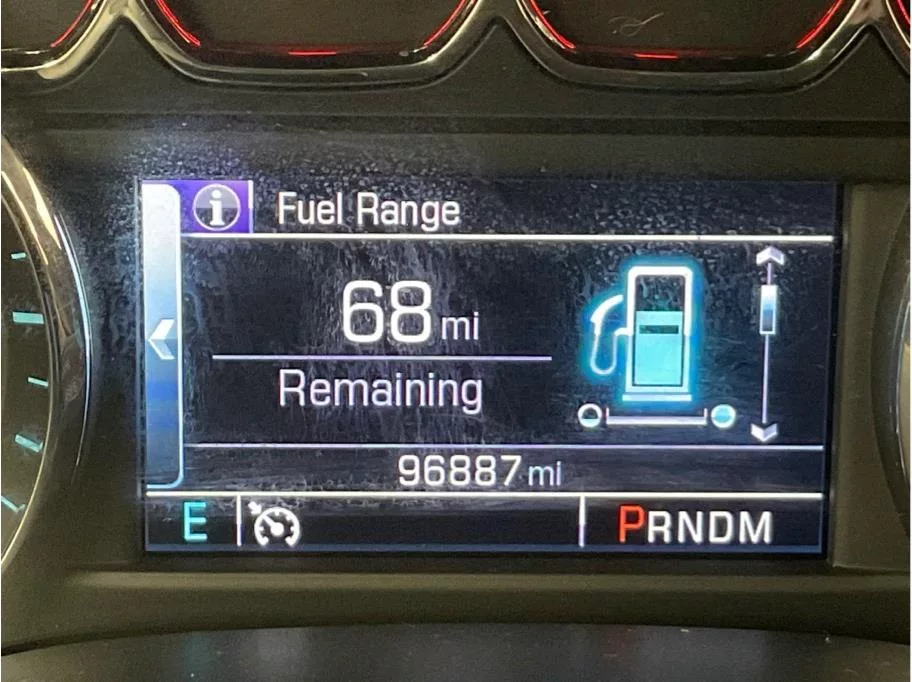 i Fuel Range
68 mi
Remaining
96887 mi
E PRNDM